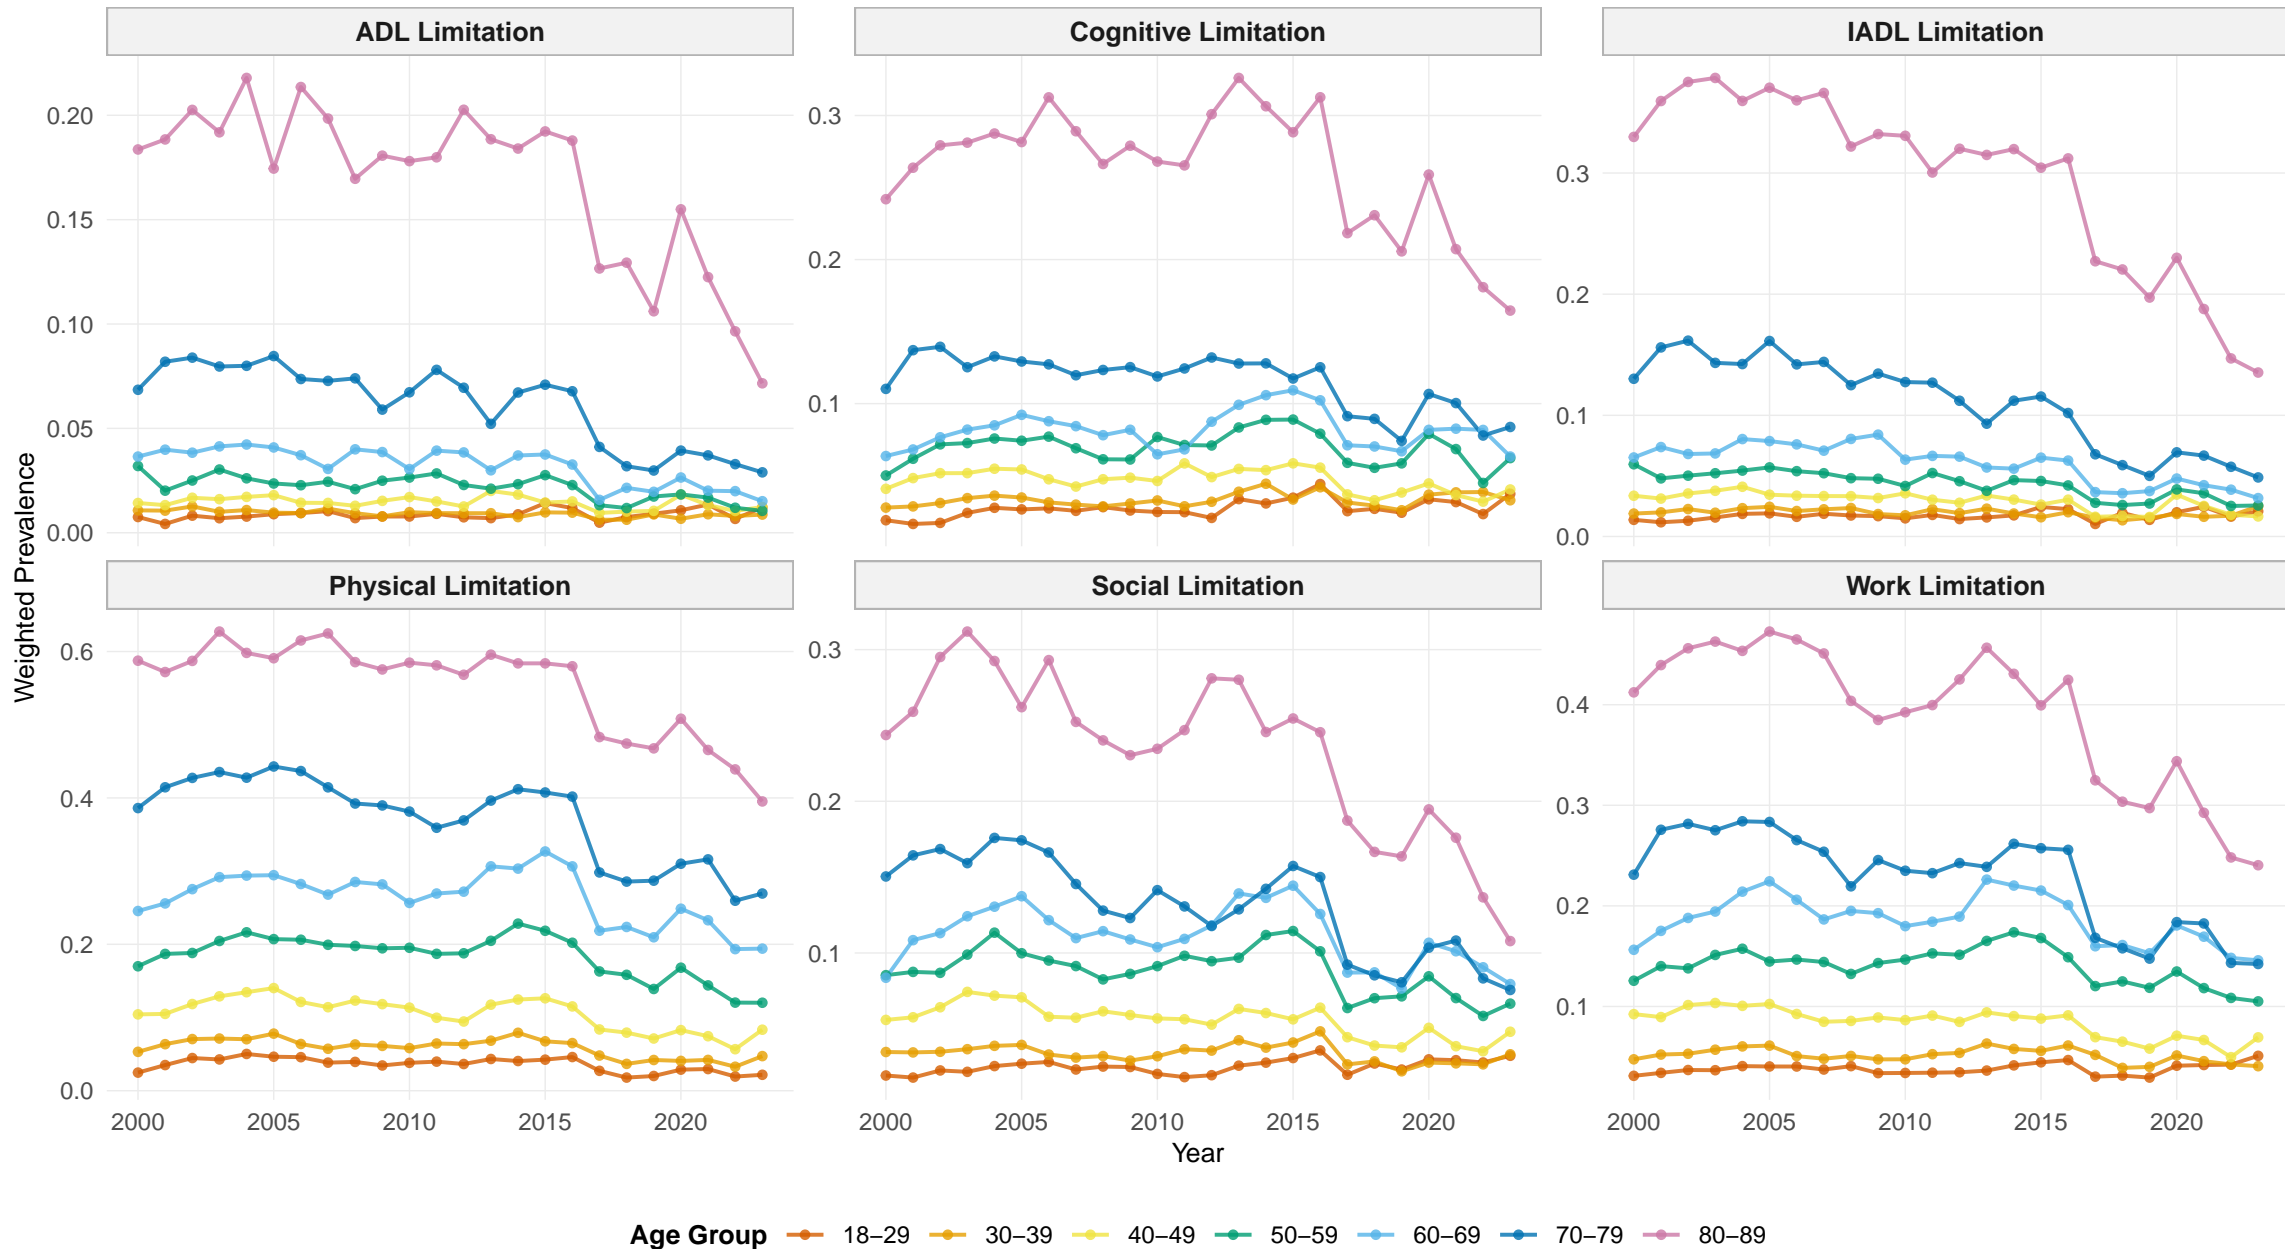 ADL Limitation
Cognitive Limitation
IADL Limitation
0.20
0.15
0.10
0.05
0.00
0.3
0.2
0.1
0.3
0.2
0.1
0.0
Weighted Prevalence
Physical Limitation
Social Limitation
Work Limitation
0.6
0.4
0.2
0.0
0.3
0.2
0.1
0.4
0.3
0.2
0.1
2000 2005 2010 2015 2020
2000 2005 2010 2015 2020
2000 2005 2010 2015 2020
Year
Age Group 18–29 30–39 40–49 50–59 60–69 70–79 80–89